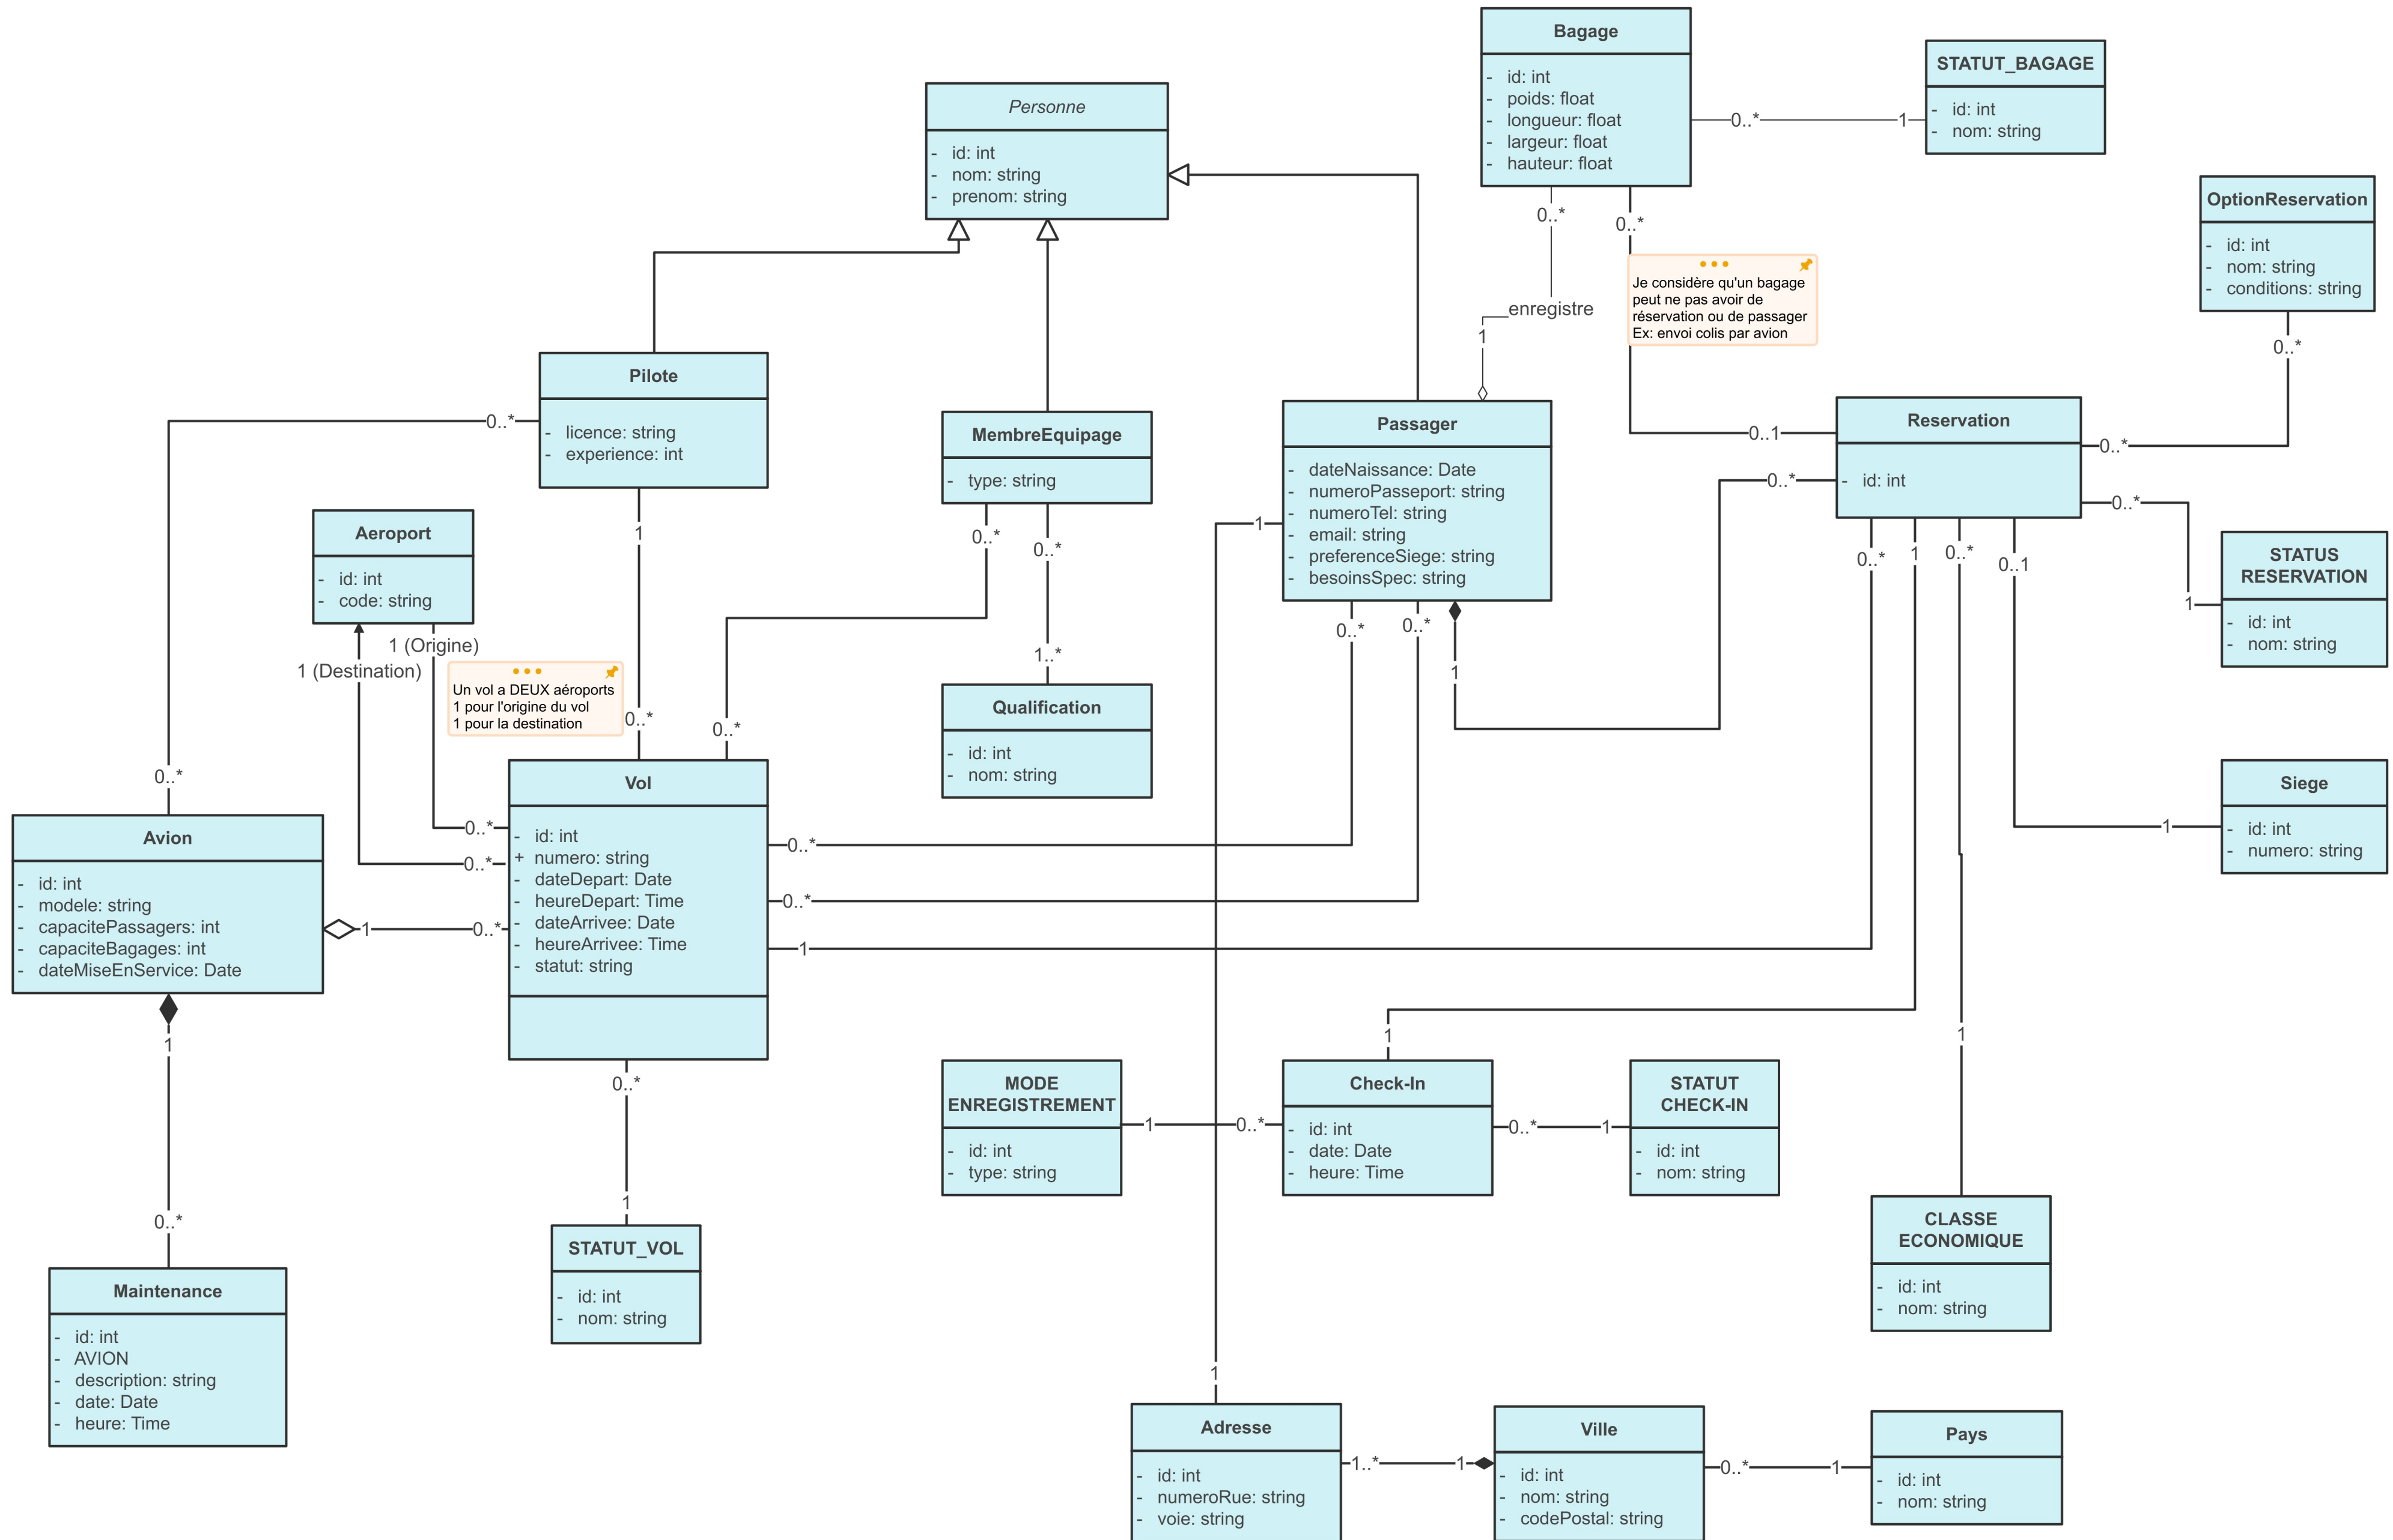 Bagage
- id: int
- poids: float
- longueur: float
- largeur: float
- hauteur: float
0..*
1
STATUT_BAGAGE
- id: int
- nom: string
Personne
- id: int
- nom: string
- prenom: string
OptionReservation
- id: int
- nom: string
- conditions: string
0..*
0..*
0..*
enregistre
1
Je considère qu'un bagage
peut ne pas avoir de
réservation ou de passager
Ex: envoi colis par avion
0..1
Pilote
- licence: string
- experience: int
0..*
1
0..*
MembreEquipage
- type: string
0..*
0..*
0..*
1..*
Passager
- dateNaissance: Date
- numeroPasseport: string
- numeroTel: string
- email: string
- preferenceSiege: string
- besoinsSpec: string
1
0..*
0..*
1
Reservation
- id: int
0..*
0..*
0..*
0..*
1
0..*
0..1
1
STATUS
RESERVATION
- id: int
- nom: string
Aeroport
- id: int
- code: string
1 (Origine)
1 (Destination)
Un vol a DEUX aéroports
1 pour l'origine du vol
1 pour la destination
Qualification
- id: int
- nom: string
0..*
Avion
- id: int
- modele: string
- capacitePassagers: int
- capaciteBagages: int
- dateMiseEnService: Date
0..*
0..*
1
0..*
Vol
- id: int
+ numero: string
- dateDepart: Date
- heureDepart: Time
- dateArrivee: Date
- heureArrivee: Time
- statut: string
0..*
0..*
1
Siege
- id: int
- numero: string
1
1
0..*
0..*
1
STATUT_VOL
- id: int
- nom: string
Maintenance
- id: int
- AVION
- description: string
- date: Date
- heure: Time
MODE
ENREGISTREMENT
- id: int
- type: string
1
0..*
1
Check-In
- id: int
- date: Date
- heure: Time
0..*
1
STATUT
CHECK-IN
- id: int
- nom: string
1
CLASSE
ECONOMIQUE
- id: int
- nom: string
1
Adresse
- id: int
- numeroRue: string
- voie: string
1..*
1
Ville
- id: int
- nom: string
- codePostal: string
0..*
1
Pays
- id: int
- nom: string